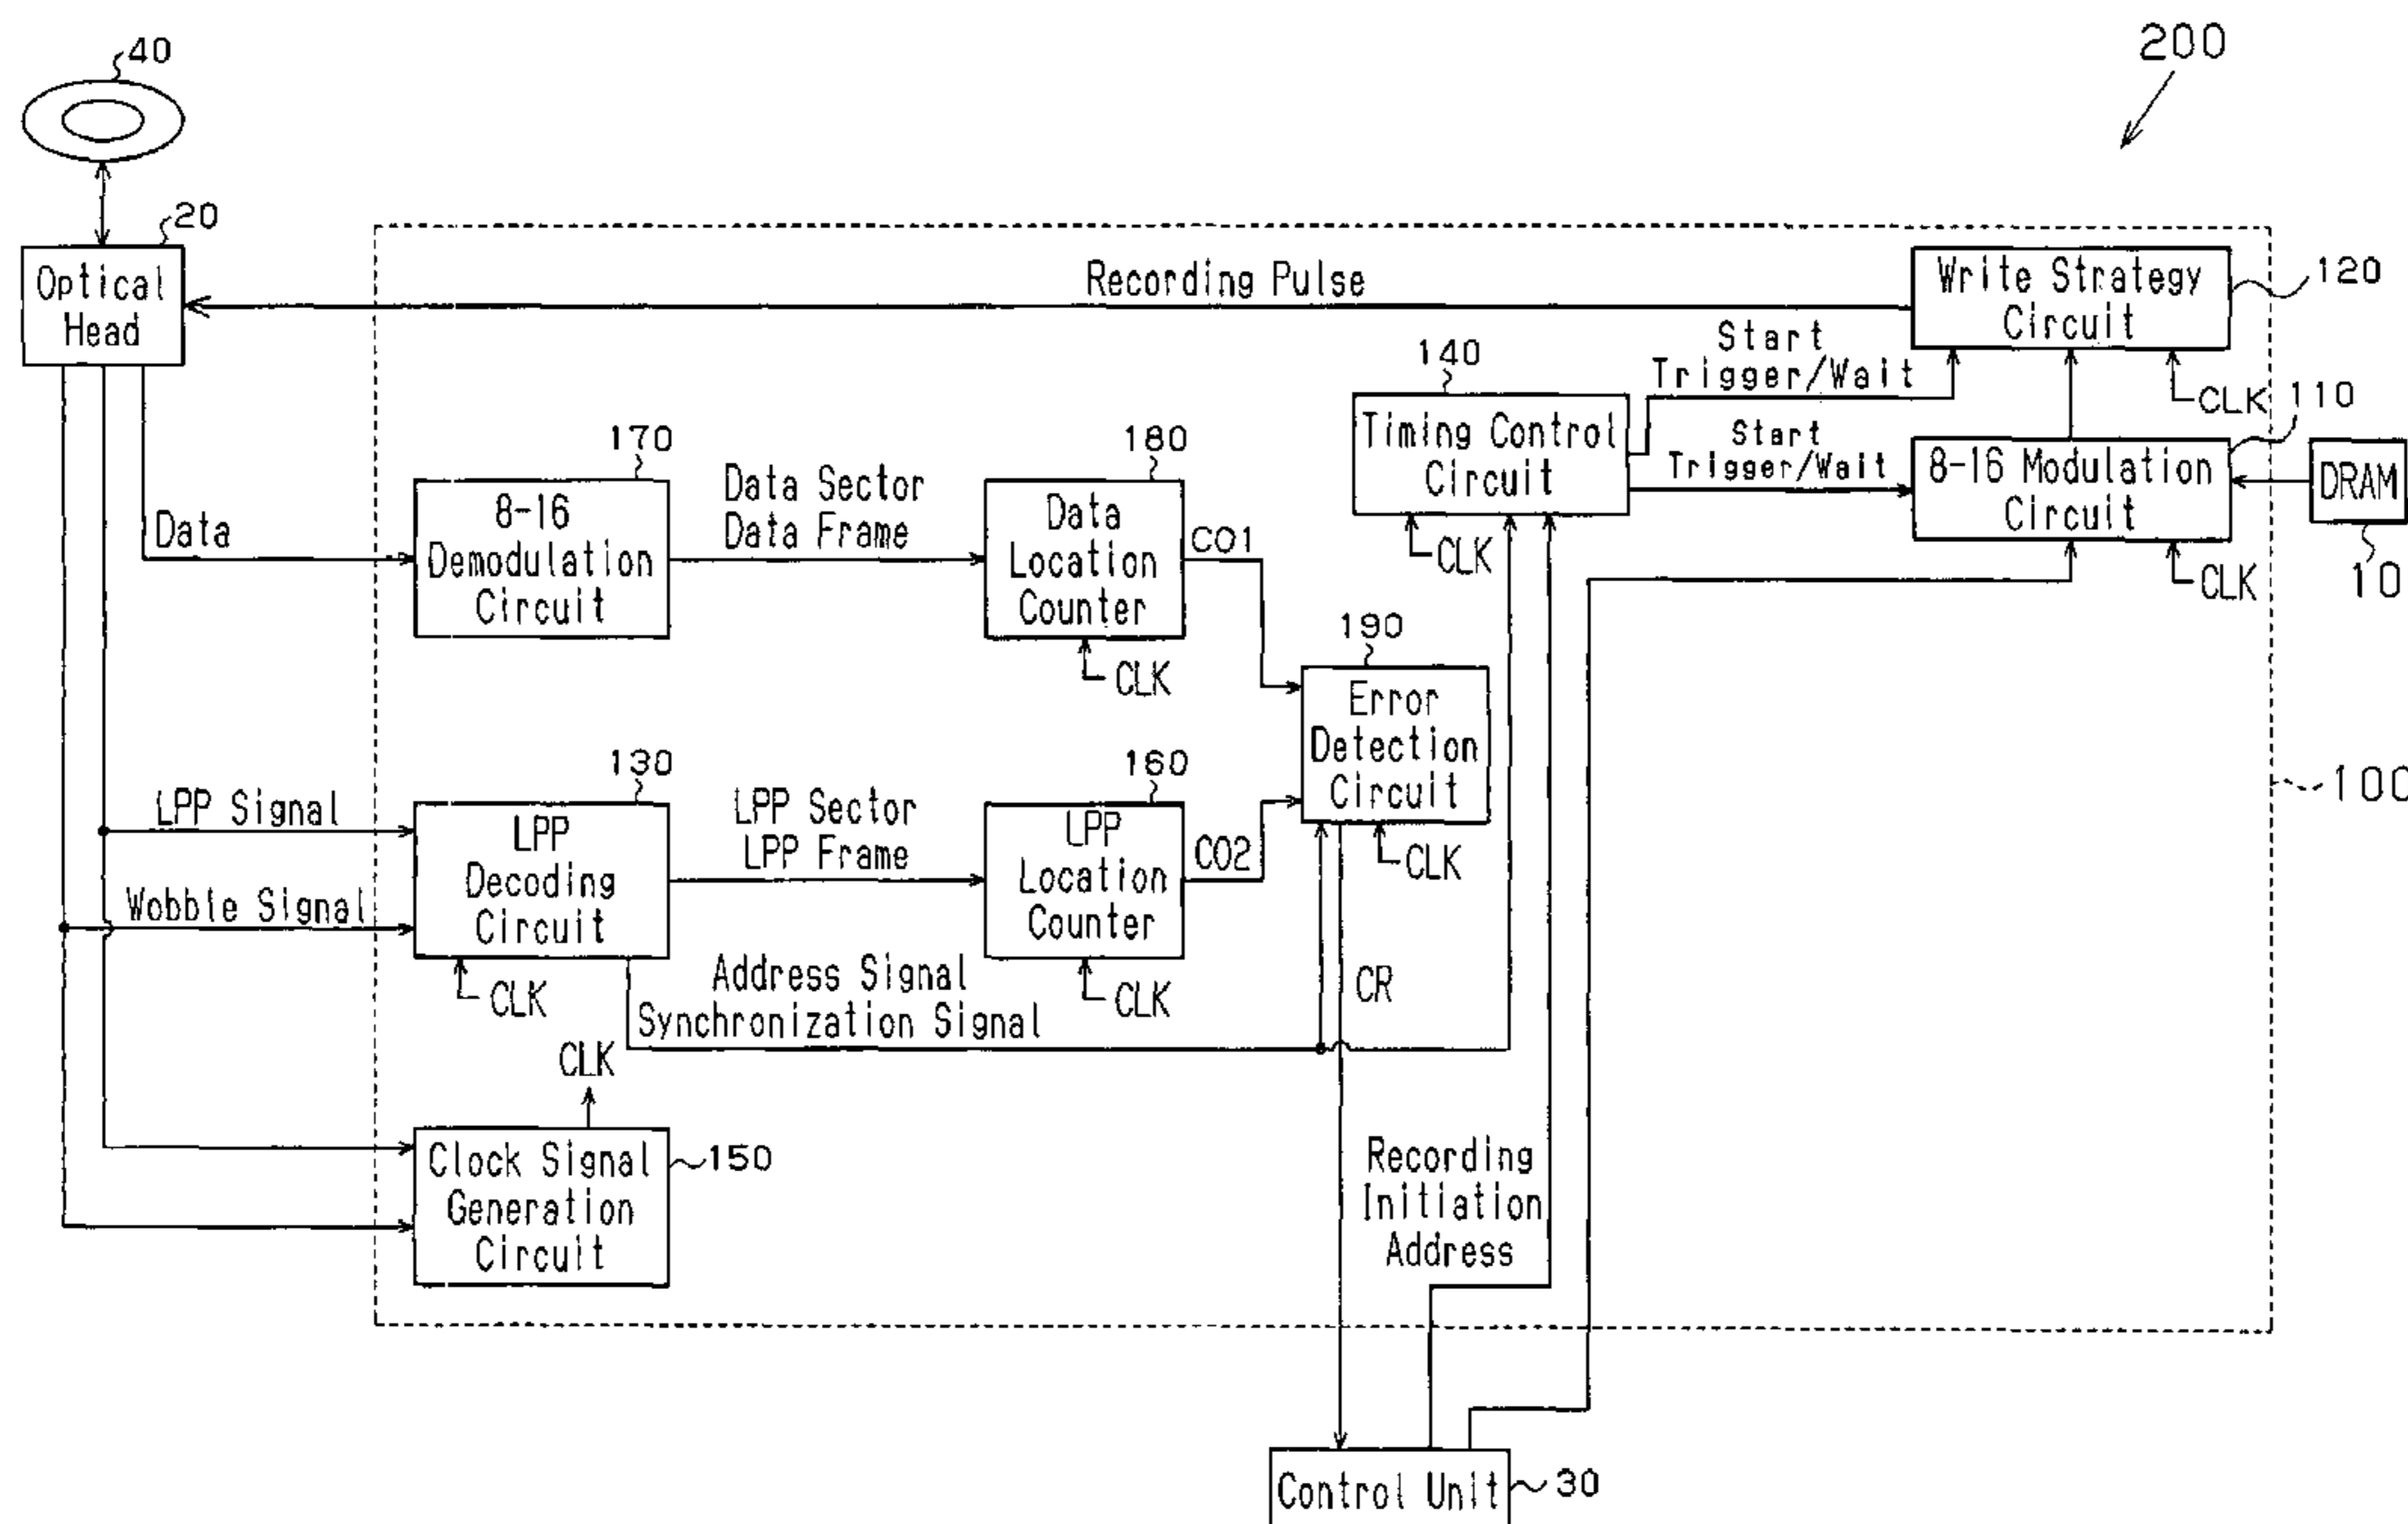 200
40
20
Optical
Head
Recording Pulse
Write Strategy
Circuit
120
Start
Trigger/Wait
CLK
140
Timing Control
Circuit
CLK
Start
Trigger/Wait
110
8-16 Modulation
Circuit
CLK
DRAM
10
Data
170
8-16
Demodulation
Circuit
Data Sector
Data Frame
180
Data
Location
Counter
CLK
CO1
190
Error
Detection
Circuit
CLK
LPP Signal
Wobble Signal
130
LPP
Decoding
Circuit
CLK
LPP Sector
LPP Frame
160
LPP
Location
Counter
CLK
CO2
100
Address Signal
Synchronization Signal
CR
CLK
Clock Signal
Generation
Circuit
150
Recording
Initiation
Address
Control Unit
30